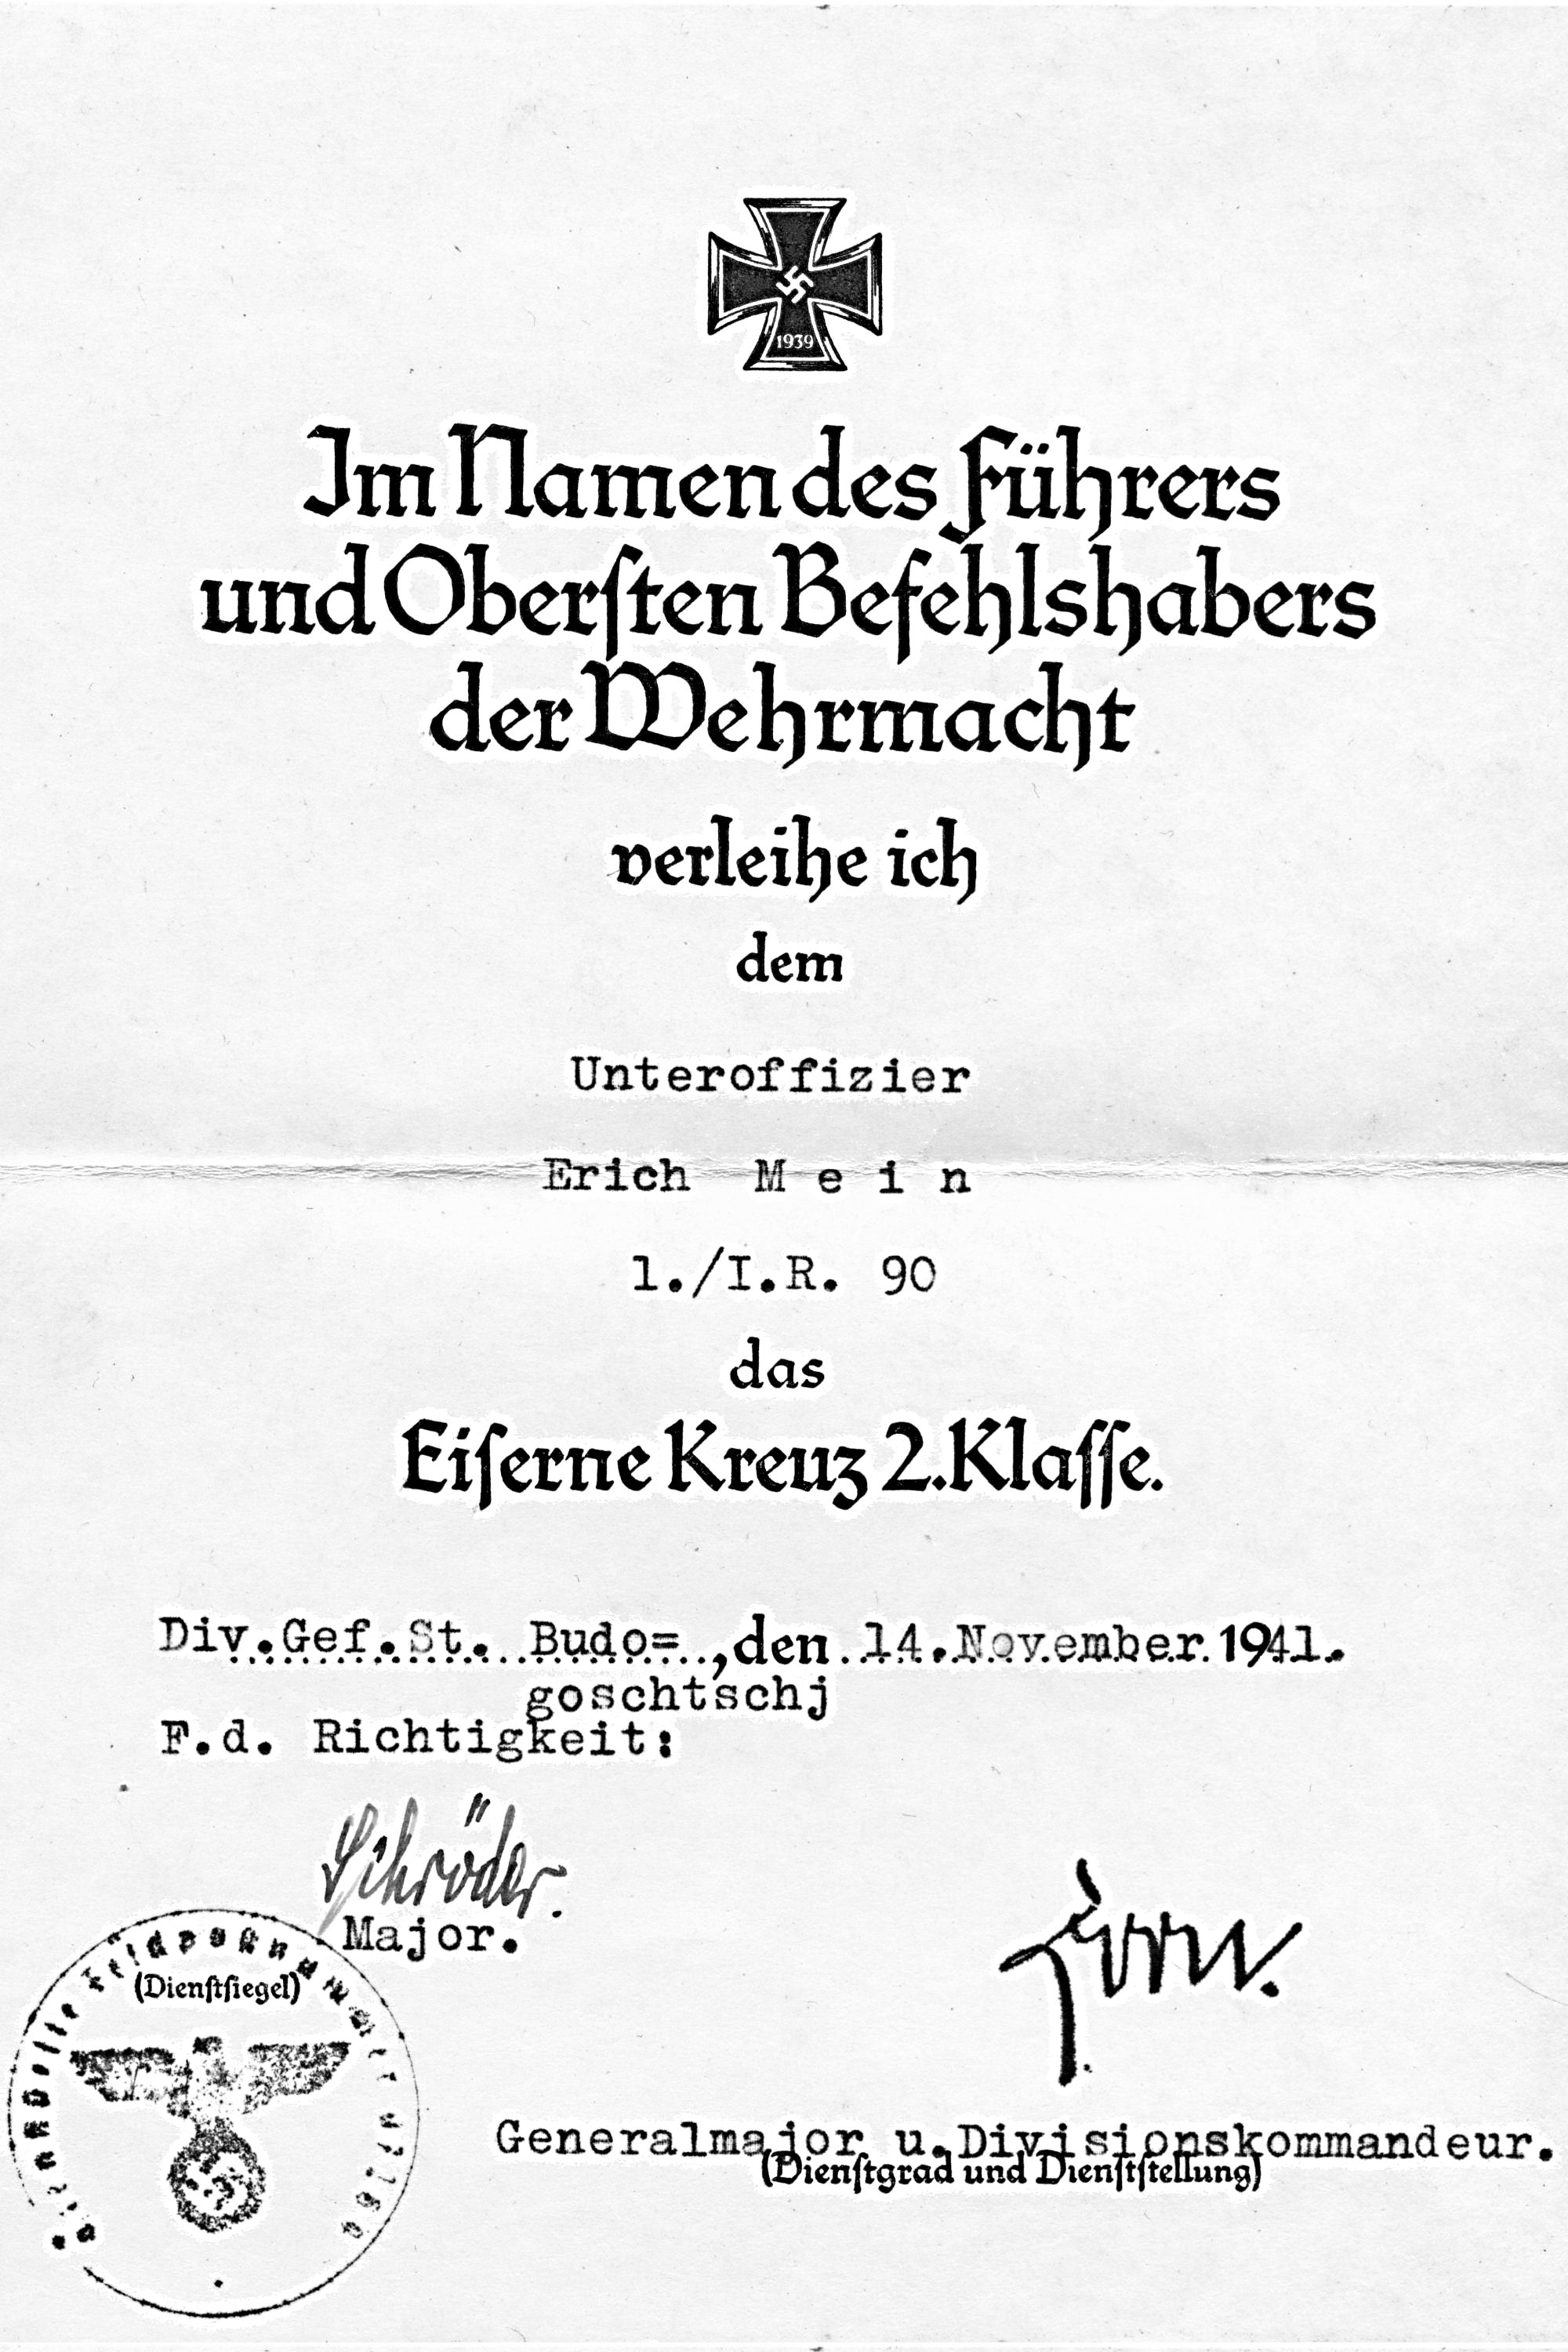 1939
Im Namen des Führers
und Oberſten Befehlshabers
der Wehrmacht
verleihe ich
dem
Unteroffizier
Erich M e i n
1./I.R. 90
das
Eiſerne Kreuz 2.Klaſſe.
Div.Gef.St. Budo= , den 14.November 1941.
goschtschj
F.d. Richtigkeit:
Schröder.
Major.
(Dienſtſiegel)
Feldpostnummer
Generalmajor u.Divisionskommandeur.
(Dienſtgrad und Dienſtſtellung)